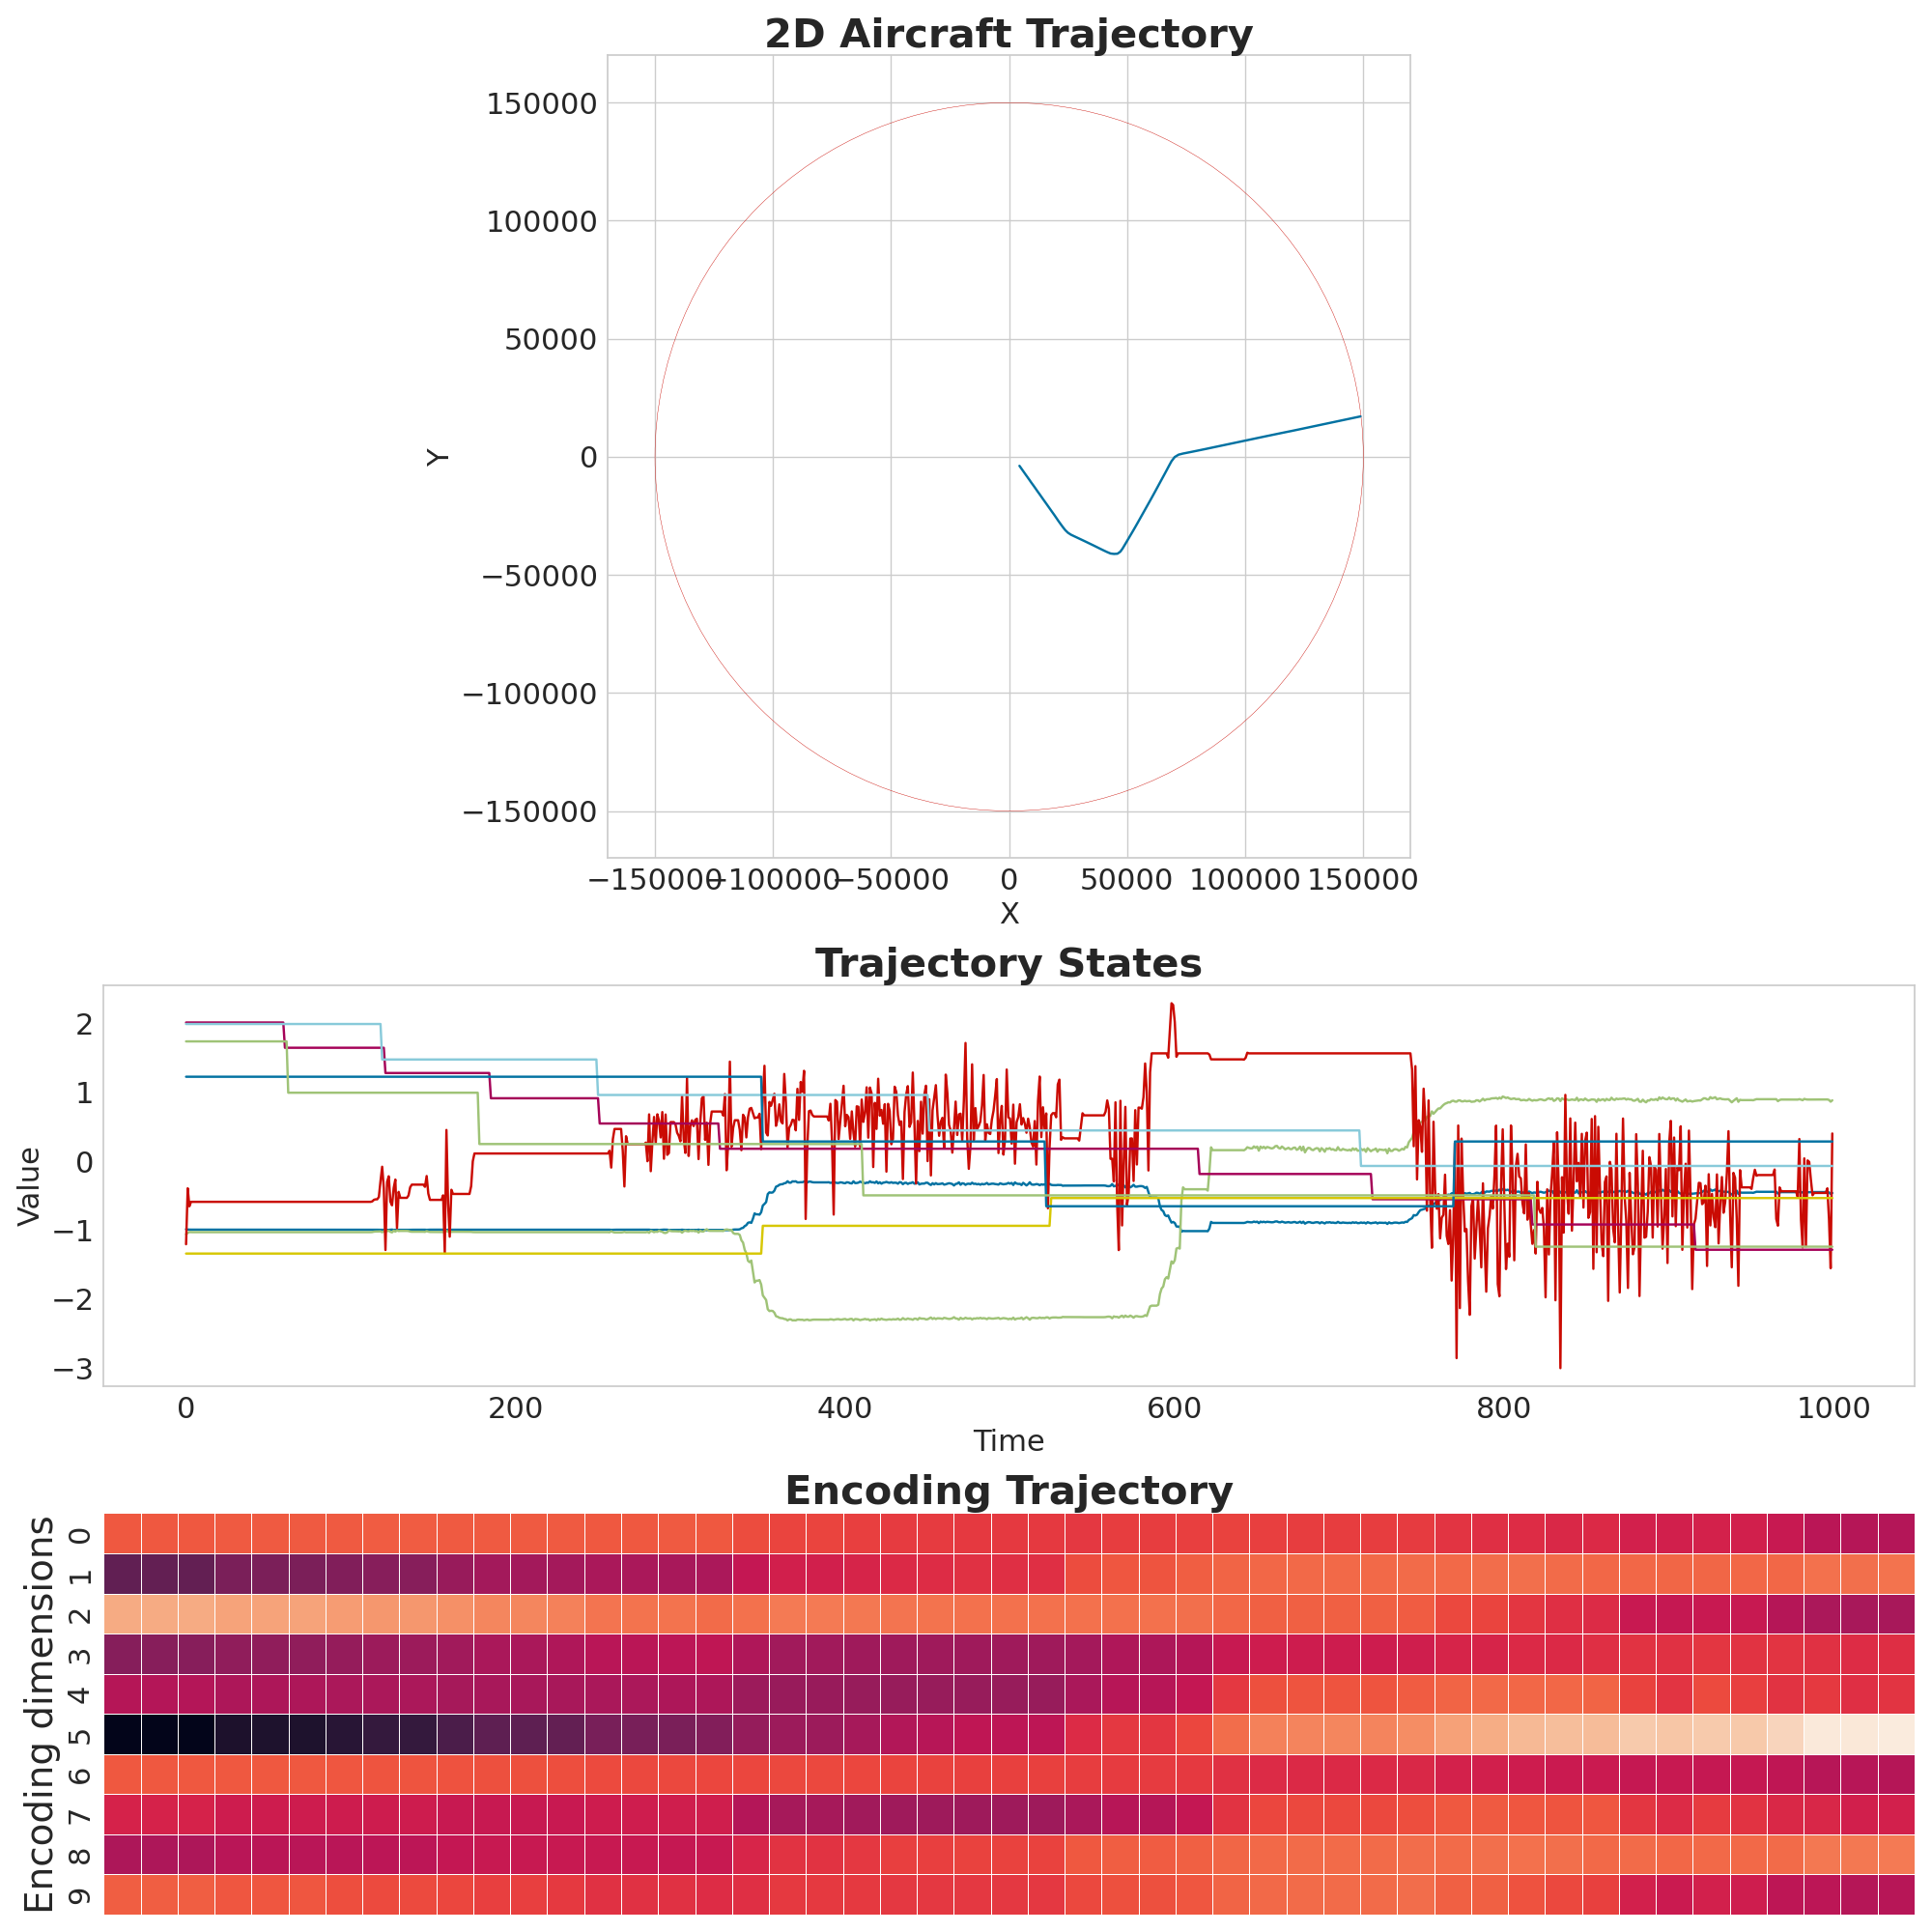 2D Aircraft Trajectory
150000
100000
50000
0
−50000
−100000
−150000
Y
−150000 −100000 −50000 0 50000 100000 150000
X
Trajectory States
2
1
0
−1
−2
−3
Value
0 200 400 600 800 1000
Time
Encoding Trajectory
Encoding dimensions
0
1
2
3
4
5
6
7
8
9